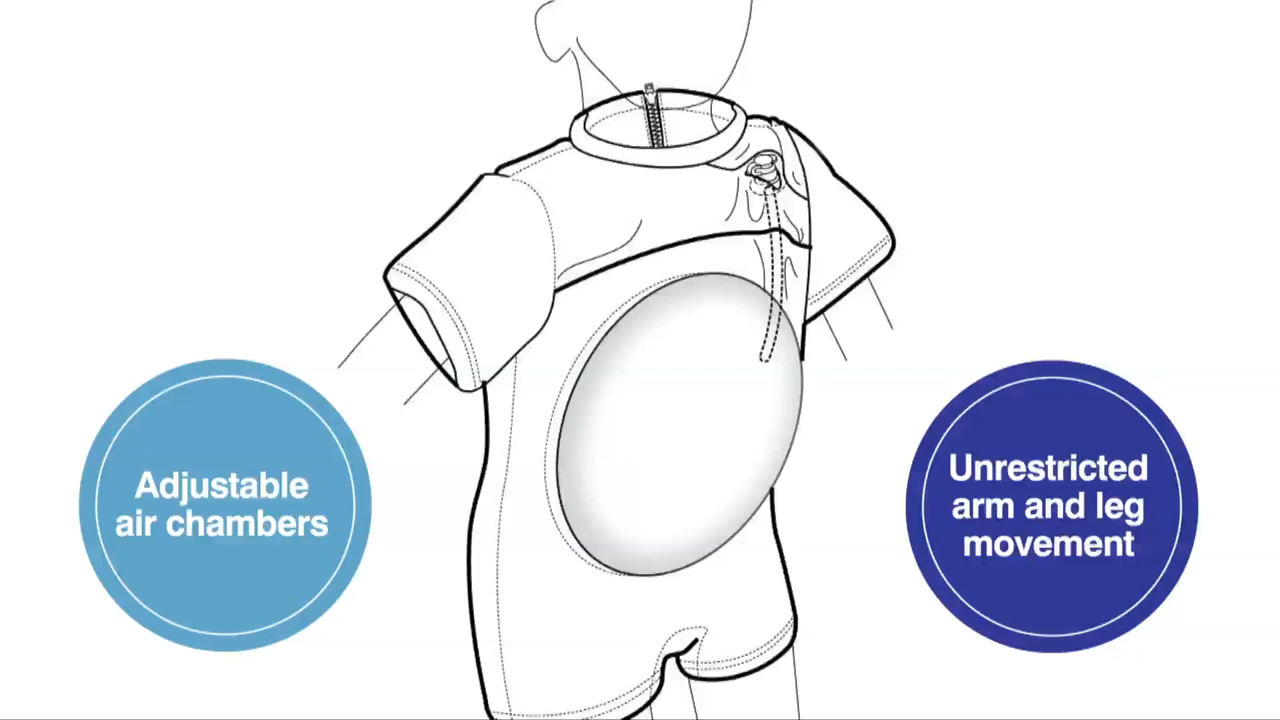 Adjustable
air chambers
Unrestricted
arm and leg
movement